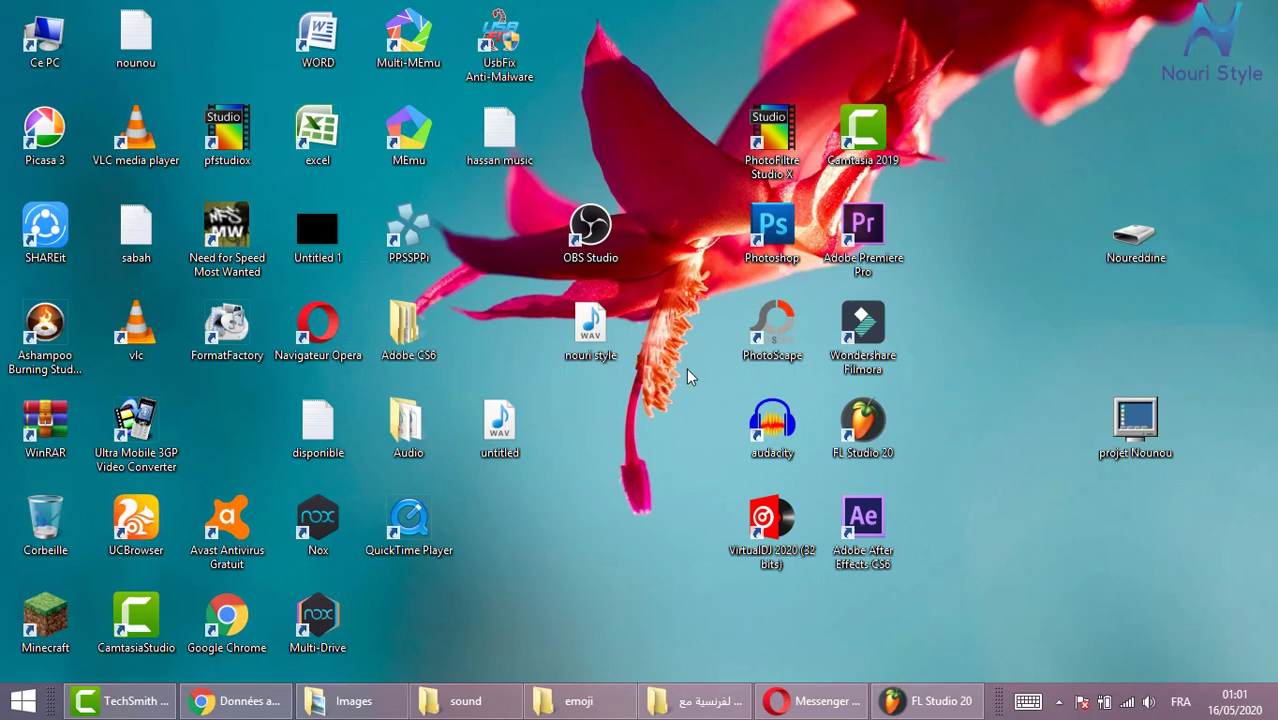 Ce PC
nounou
WORD
Multi-MEmu
UsbFix
Anti-Malware
Nouri Style
Picasa 3
VLC media player
Studio
pfstudiox
excel
MEmu
hassan music
Studio
PhotoFiltre
Studio X
Camtasia 2019
SHAREit
sabah
NFS
MW
Need for Speed
Most Wanted
Untitled 1
PPSSPPi
OBS Studio
Ps
Photoshop
Pr
Adobe Premiere
Pro
Noureddine
Ashampoo
Burning Stud...
vlc
FormatFactory
Navigateur Opera
Adobe CS6
WAV
nouri style
PhotoScape
Wondershare
Filmora
WinRAR
Ultra Mobile 3GP
Video Converter
disponible
Audio
WAV
untitled
audacity
FL Studio 20
projet Nounou
Corbeille
UCBrowser
Avast Antivirus
Gratuit
nox
Nox
QuickTime Player
VirtualDJ 2020 (32
bits)
Ae
Adobe After
Effects CS6
Minecraft
CamtasiaStudio
Google Chrome
nox
Multi-Drive
TechSmith ...
Données a...
Images
sound
emoji
لفرنسية مع ...
Messenger ...
FL Studio 20
FRA
01:01
16/05/2020